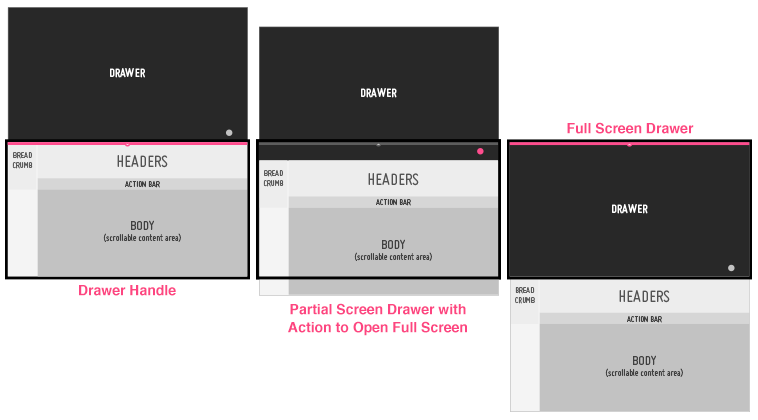 DRAWER
BREAD
CRUMB
HEADERS
ACTION BAR
BODY
(scrollable content area)
Drawer Handle
DRAWER
BREAD
CRUMB
HEADERS
ACTION BAR
BODY
(scrollable content area)
Partial Screen Drawer with
Action to Open Full Screen
Full Screen Drawer
DRAWER
BREAD
CRUMB
HEADERS
ACTION BAR
BODY
(scrollable content area)